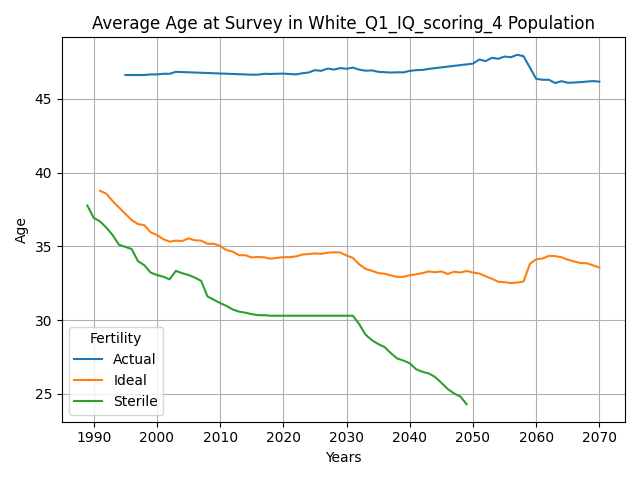 Average Age at Survey in White_Q1_IQ_scoring_4 Population
Age
45
40
35
30
25
Fertility
Actual
Ideal
Sterile
1990 2000 2010 2020 2030 2040 2050 2060 2070
Years